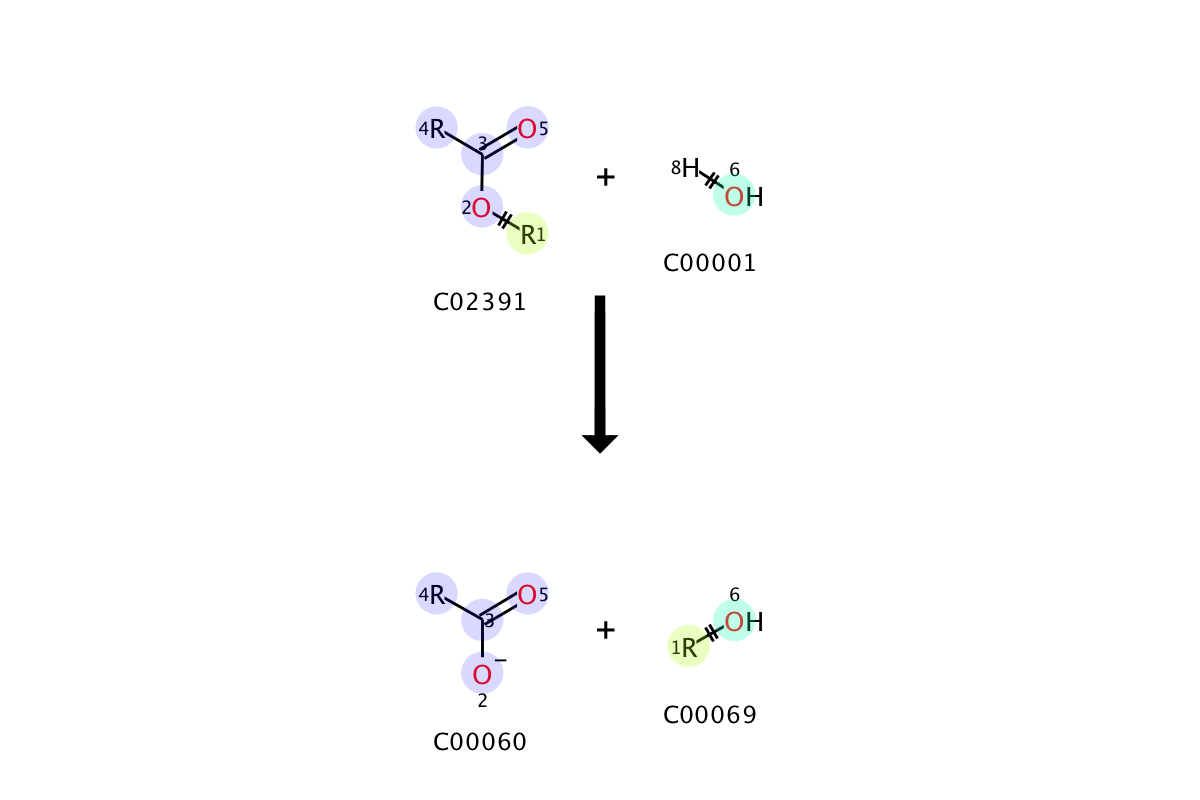 4R 3 O5
2O R1
+
8H 6 OH
C02391
C00001
4R 3 O5
O−
2
+
1R 6 OH
C00060
C00069